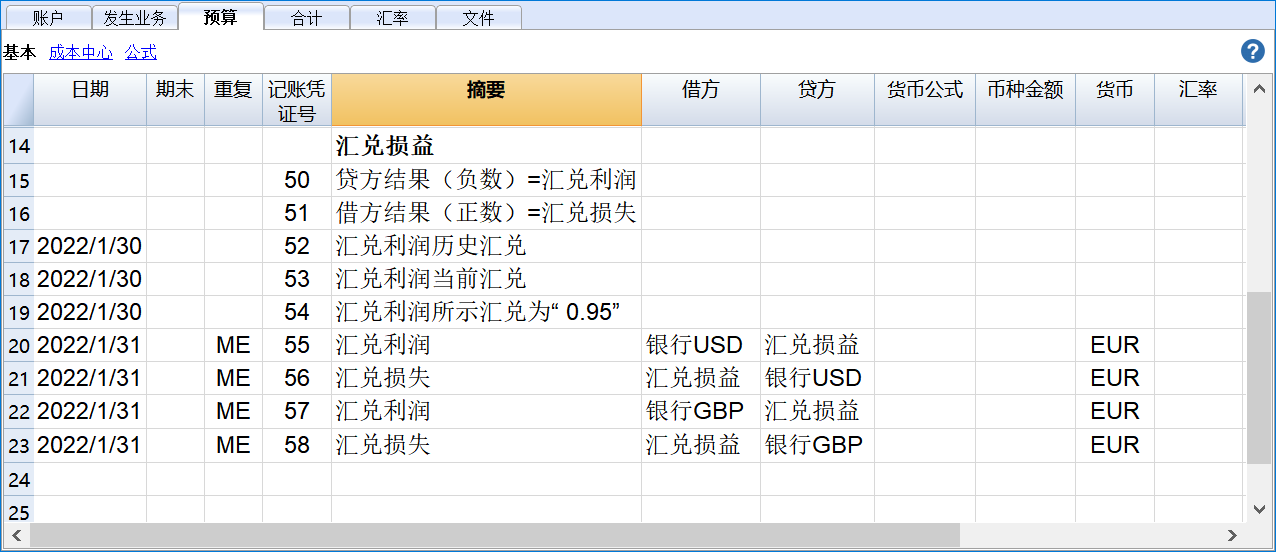 账户 发生业务 预算 合计 汇率 文件
基本 成本中心 公式 ?
日期 期末 重复 记账凭证号 摘要 借方 贷方 货币公式 币种金额 货币 汇率
14 汇兑损益
15 50 贷方结果（负数）=汇兑利润
16 51 借方结果（正数）=汇兑损失
17 2022/1/30 52 汇兑利润历史汇兑
18 2022/1/30 53 汇兑利润当前汇兑
19 2022/1/30 54 汇兑利润所示汇兑为“ 0.95”
20 2022/1/31 ME 55 汇兑利润 银行USD 汇兑损益 EUR
21 2022/1/31 ME 56 汇兑损失 汇兑损益 银行USD EUR
22 2022/1/31 ME 57 汇兑利润 银行GBP 汇兑损益 EUR
23 2022/1/31 ME 58 汇兑损失 汇兑损益 银行GBP EUR
24
25